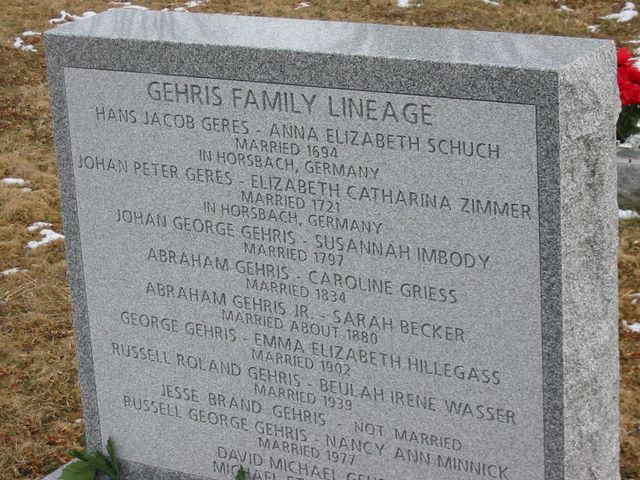 GEHRIS FAMILY LINEAGE
HANS JACOB GERES - ANNA ELIZABETH SCHUCH
MARRIED 1694
IN HORSBACH, GERMANY
JOHAN PETER GERES - ELIZABETH CATHARINA ZIMMER
MARRIED 1721
IN HORSBACH, GERMANY
JOHAN GEORGE GEHRIS - SUSANNAH IMBODY
MARRIED 1797
ABRAHAM GEHRIS - CAROLINE GRIESS
MARRIED 1834
ABRAHAM GEHRIS JR. - SARAH BECKER
MARRIED ABOUT 1880
GEORGE GEHRIS - EMMA ELIZABETH HILLEGASS
MARRIED 1902
RUSSELL ROLAND GEHRIS - BEULAH IRENE WASSER
MARRIED 1939
JESSE BRAND GEHRIS - NOT MARRIED
RUSSELL GEORGE GEHRIS - NANCY ANN MINNICK
MARRIED 1977
DAVID MICHAEL
MICHAEL